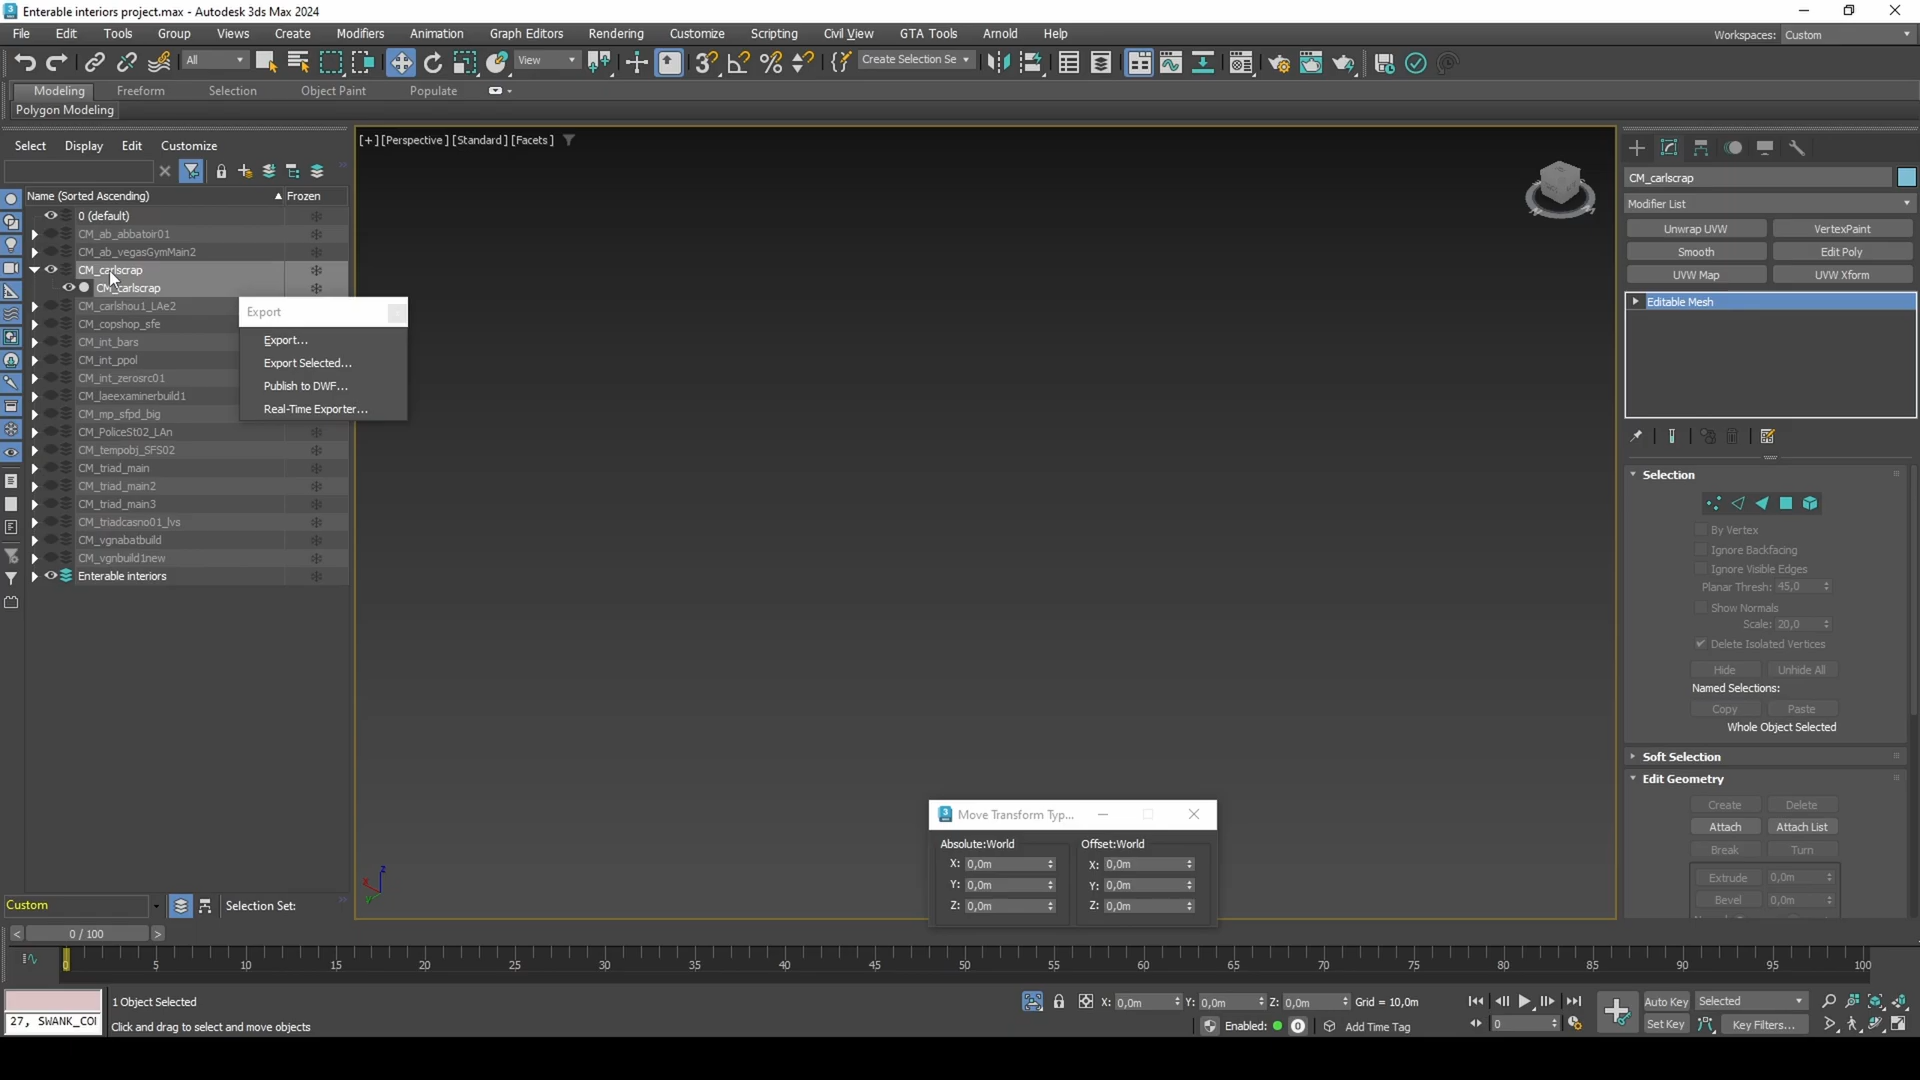 Enterable interiors project.max - Autodesk 3ds Max 2024
File Edit Tools Group Views Create Modifiers Animation Graph Editors Rendering Customize Scripting Civil View GTA Tools Arnold Help
Workspaces: Custom
All View Create Selection Se
Modeling Freeform Selection Object Paint Populate
Polygon Modeling
Select Display Edit Customize
Name (Sorted Ascending) Frozen
0 (default)
CM_ab_abbatoir01
CM_ab_vegasGymMain2
CM_carlscrap
CM_carlscrap
CM_carlshou1_LAe2
CM_copshop_sfe
CM_int_bars
CM_int_ppol
CM_int_zerosrc01
CM_laeexaminerbuild1
CM_mp_sfpd_big
CM_PoliceSt02_LAn
CM_tempobj_SFS02
CM_triad_main
CM_triad_main2
CM_triad_main3
CM_triadcasno01_lvs
CM_vgnabatbuild
CM_vgnbuild1new
Enterable interiors
Export
Export...
Export Selected...
Publish to DWF...
Real-Time Exporter...
[+] [Perspective] [Standard] [Facets]
CM_carlscrap
Modifier List
Unwrap UVW VertexPaint
Smooth Edit Poly
UVW Map UVW Xform
Editable Mesh
Selection
By Vertex
Ignore Backfacing
Ignore Visible Edges
Planar Thresh: 45,0
Show Normals
Scale: 20,0
Delete Isolated Vertices
Hide Unhide All
Named Selections:
Copy Paste
Whole Object Selected
Soft Selection
Edit Geometry
Create Delete
Attach Attach List
Break Turn
Extrude 0,0m
Bevel 0,0m
Move Transform Typ...
Absolute:World Offset:World
X: 0,0m X: 0,0m
Y: 0,0m Y: 0,0m
Z: 0,0m Z: 0,0m
x z y
Custom Selection Set:
< 0 / 100 >
0 5 10 15 20 25 30 35 40 45 50 55 60 65 70 75 80 85 90 95 100
27, SWANK_CO
1 Object Selected
Click and drag to select and move objects
X: 0,0m Y: 0,0m Z: 0,0m Grid = 10,0m
Enabled: 0 Add Time Tag
0
Auto Key Selected
Set Key Key Filters...